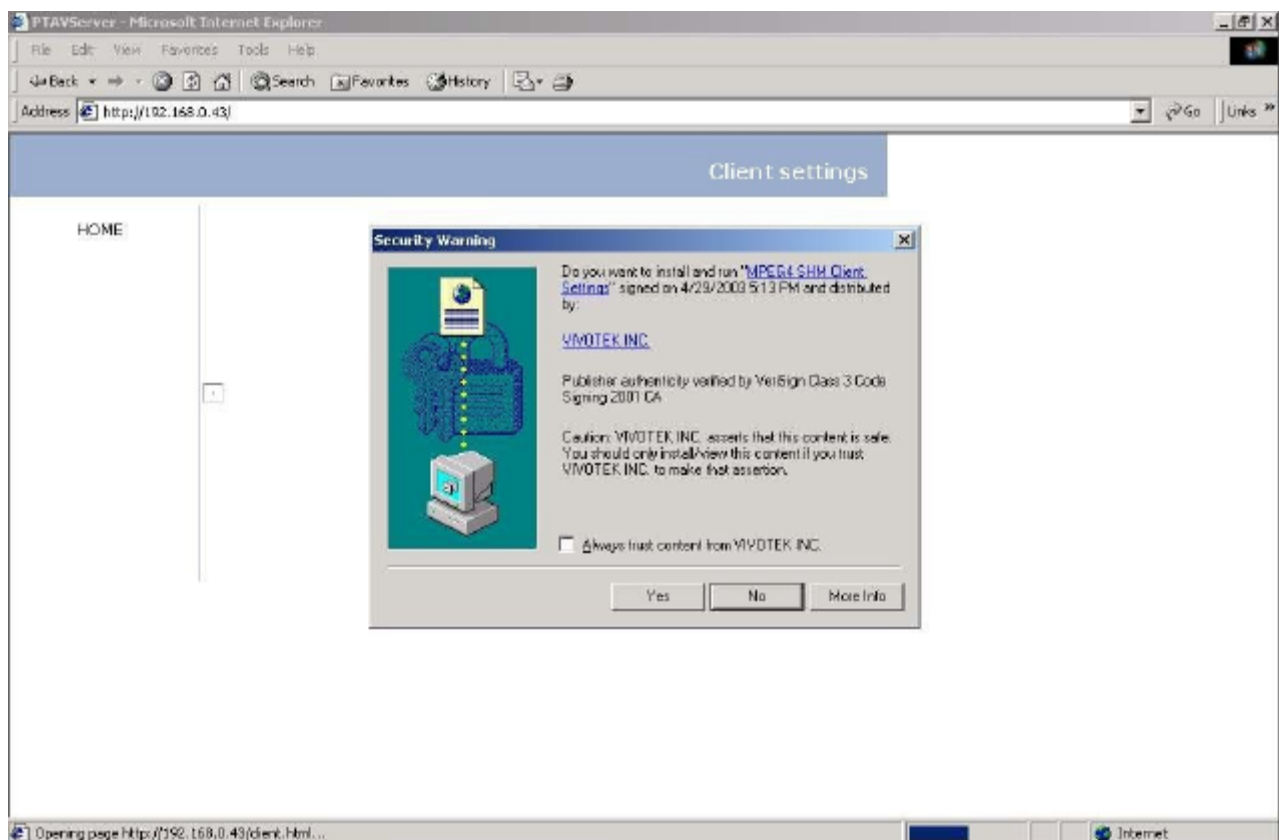 PTAVServer - Microsoft Internet Explorer
File Edit View Favorites Tools Help
Back Search Favorites History
Address http://192.168.0.43/ Go Links »
Client settings
HOME
Security Warning
Do you want to install and run "MPEG4 SHM Client
Settings" signed on 4/29/2003 5:13 PM and distributed
by:
VIVOTEK INC.
Publisher authenticity verified by VeriSign Class 3 Code
Signing 2001 CA
Caution: VIVOTEK INC. asserts that this content is safe.
You should only install/view this content if you trust
VIVOTEK INC. to make that assertion.
Always trust content from VIVOTEK INC.
Yes No More Info
Opening page http://192.168.0.43/client.html... Internet